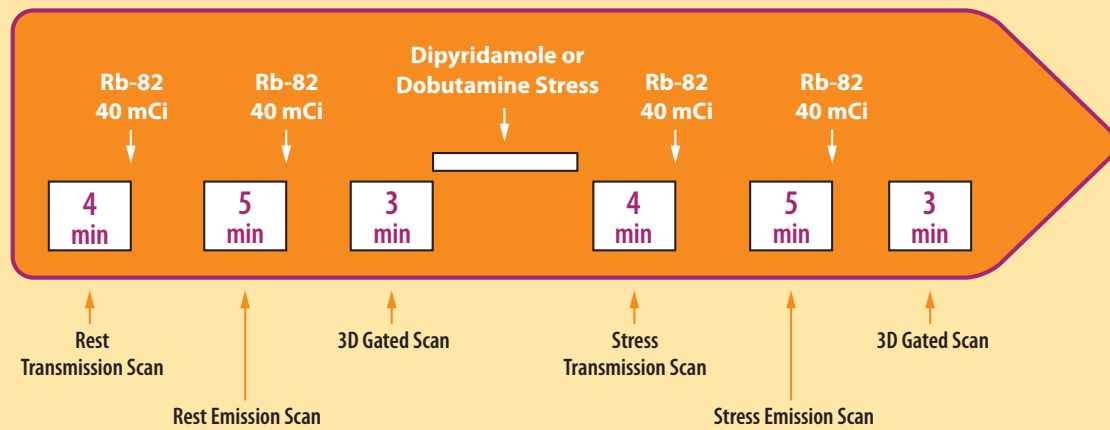 Dipyridamole or
Dobutamine Stress
Rb-82
40 mCi
Rb-82
40 mCi
Rb-82
40 mCi
Rb-82
40 mCi
4
min
5
min
3
min
4
min
5
min
3
min
Rest
Transmission Scan
3D Gated Scan
Stress
Transmission Scan
3D Gated Scan
Rest Emission Scan
Stress Emission Scan